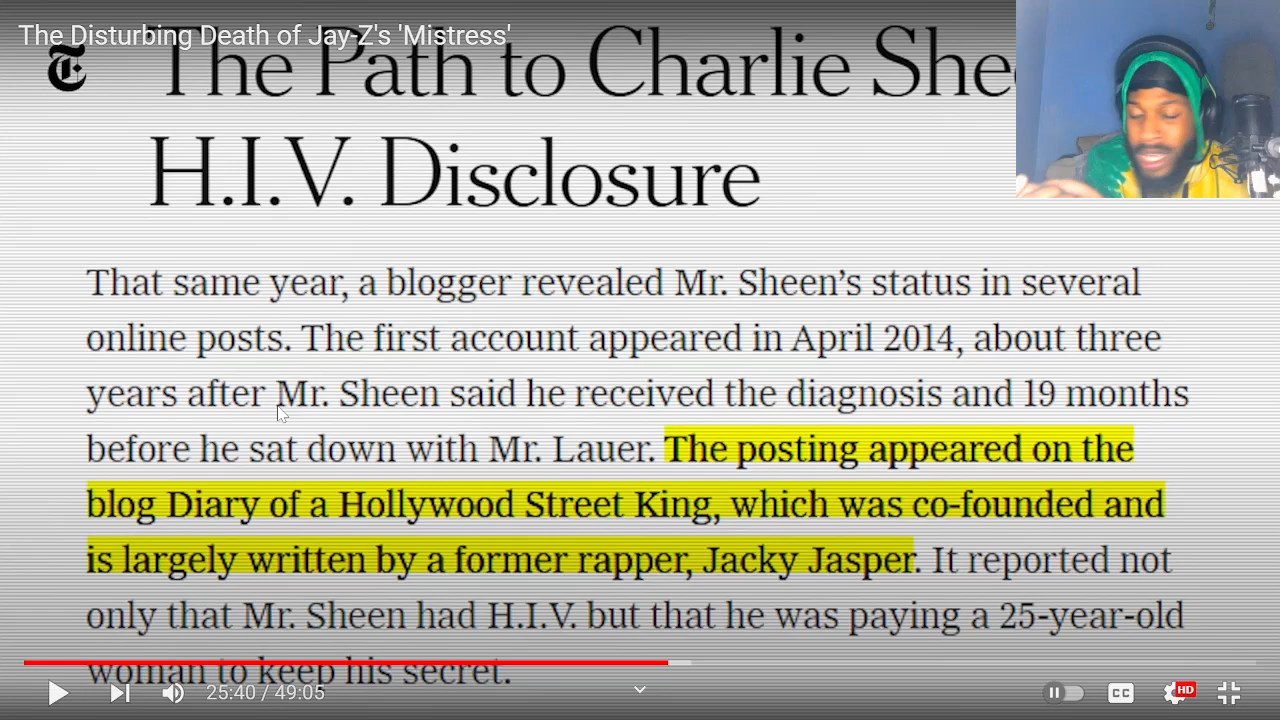 The Disturbing Death of Jay-Z's 'Mistress'
The Path to Charlie Shee
H.I.V. Disclosure
That same year, a blogger revealed Mr. Sheen’s status in several
online posts. The first account appeared in April 2014, about three
years after Mr. Sheen said he received the diagnosis and 19 months
before he sat down with Mr. Lauer. The posting appeared on the
blog Diary of a Hollywood Street King, which was co-founded and
is largely written by a former rapper, Jacky Jasper. It reported not
only that Mr. Sheen had H.I.V. but that he was paying a 25-year-old
woman to keep his secret.
25:40 / 49:05
CC
HD